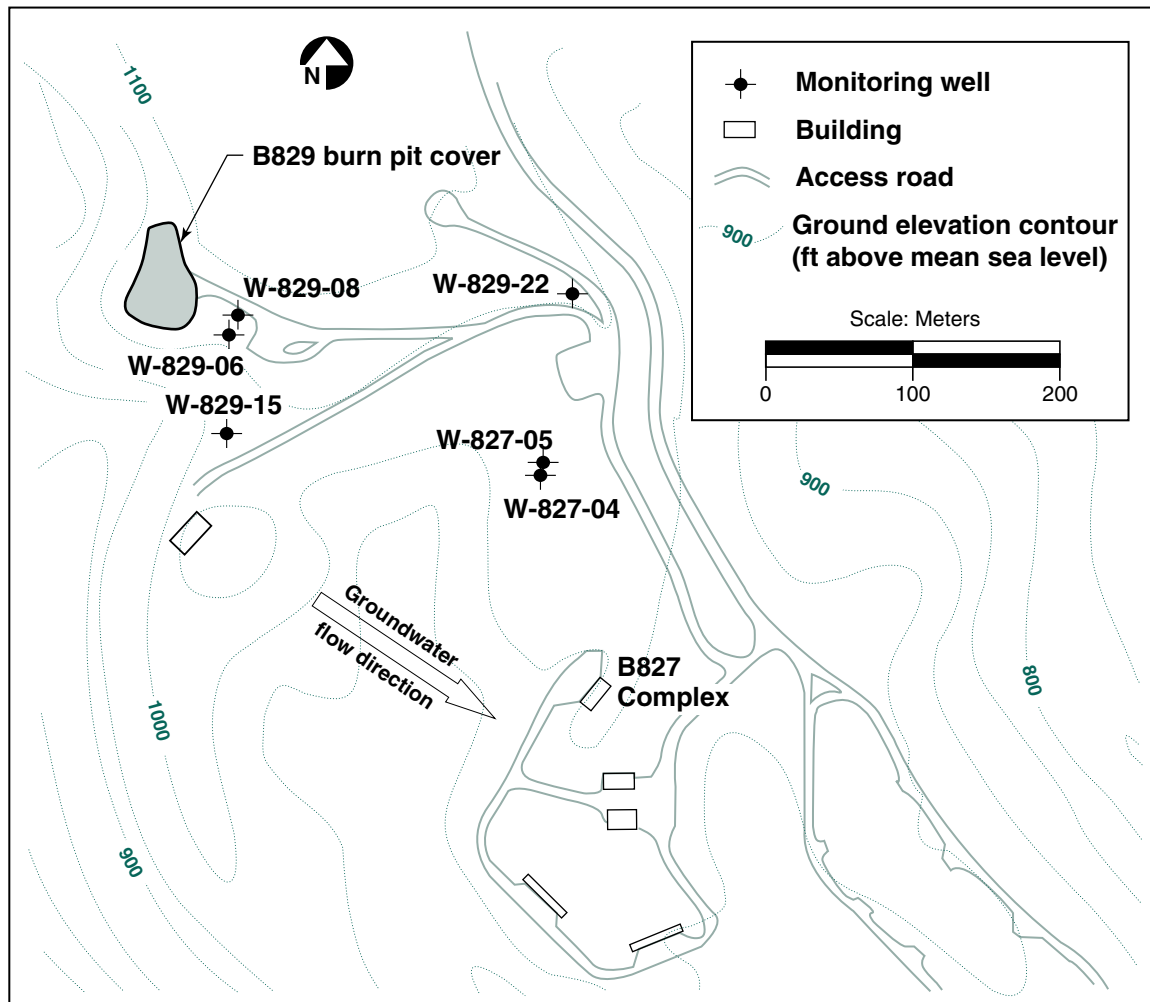 1100
N
B829 burn pit cover
Monitoring well
Building
Access road
900
Ground elevation contour
(ft above mean sea level)
Scale: Meters
0 100 200
W-829-08
W-829-22
W-829-06
W-829-15
W-827-05
W-827-04
900
Groundwater
flow direction
B827
Complex
800
1000
900